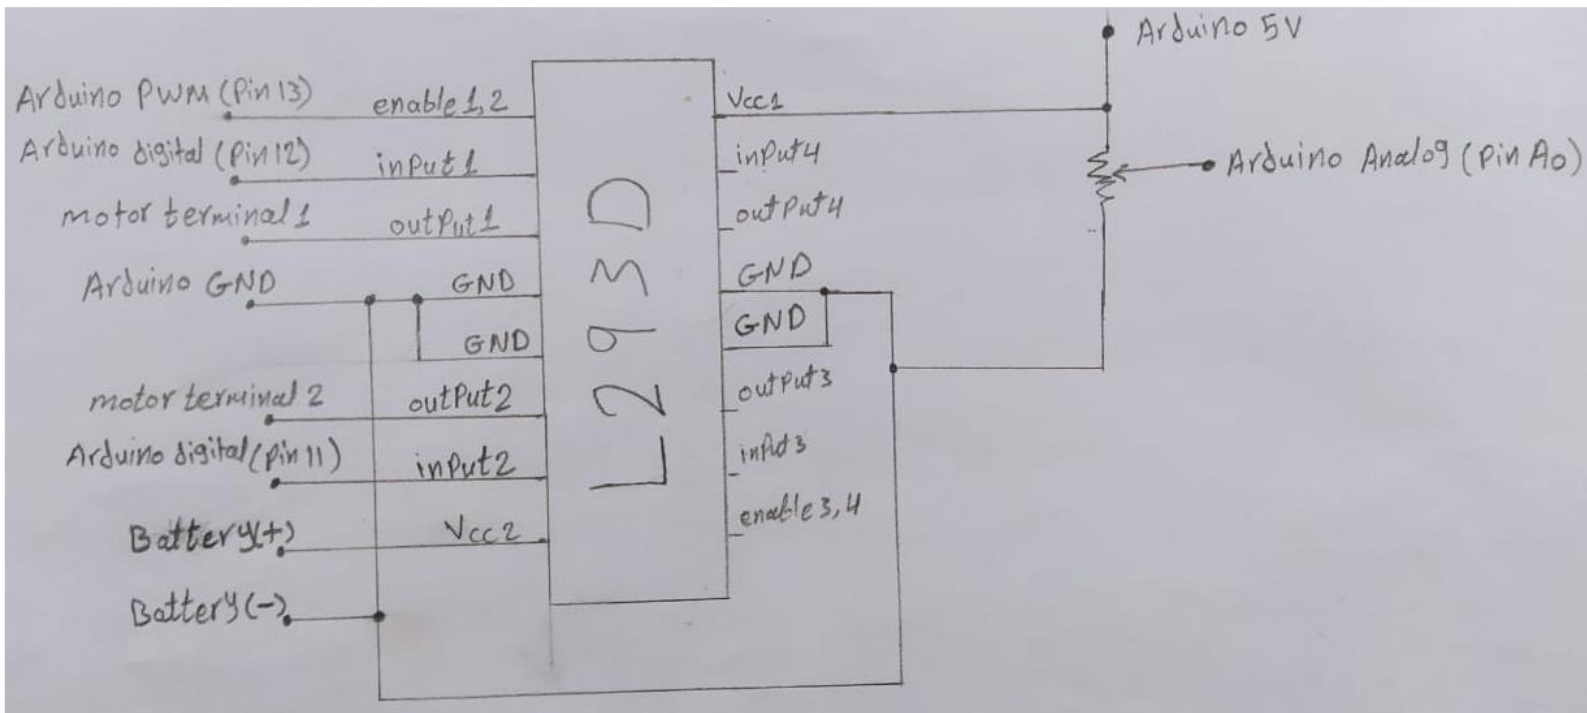 Arduino 5V
Arduino PWM (Pin 13)
enable 1,2
Vcc1
Arduino digital (Pin 12)
input 1
input4
Arduino Analog (pin A0)
motor terminal 1
output 1
output4
Arduino GND
GND
GND
GND
GND
L293D
motor terminal 2
output2
output3
Arduino digital (pin 11)
input2
input3
Battery(+)
Vcc2
enable 3,4
Battery(-)